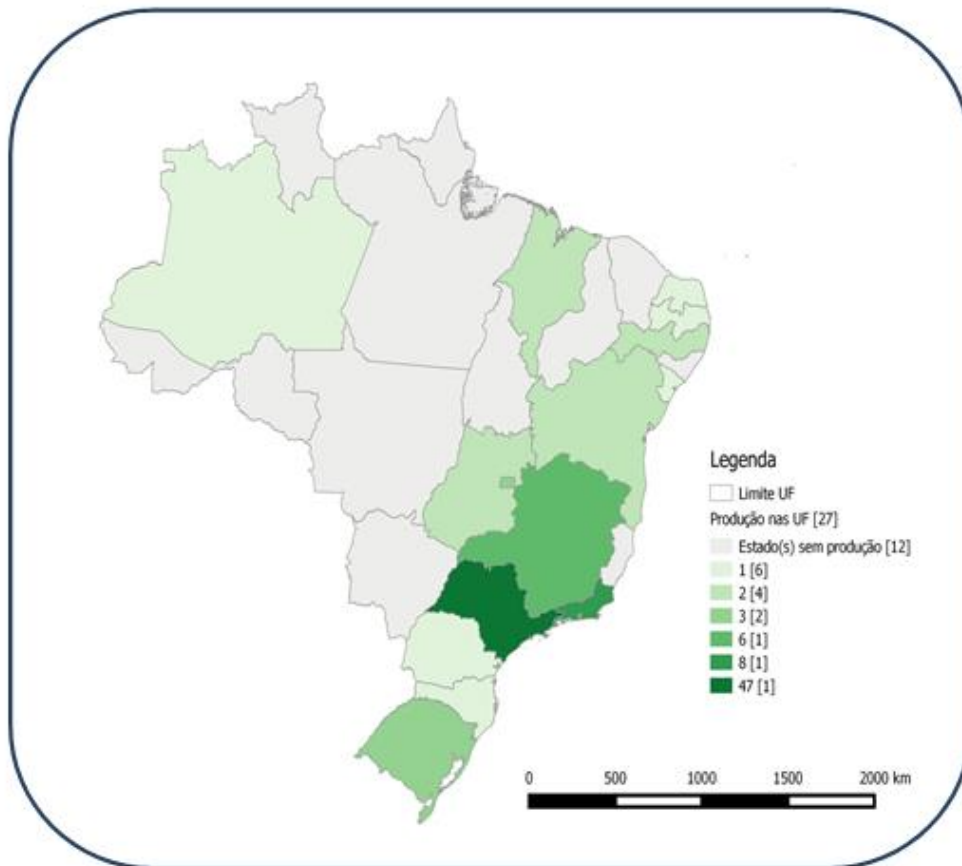 Legenda
Limite UF
Produção nas UF [27]
Estado(s) sem produção [12]
1 [6]
2 [4]
3 [2]
6 [1]
8 [1]
47 [1]
0 500 1000 1500 2000 km